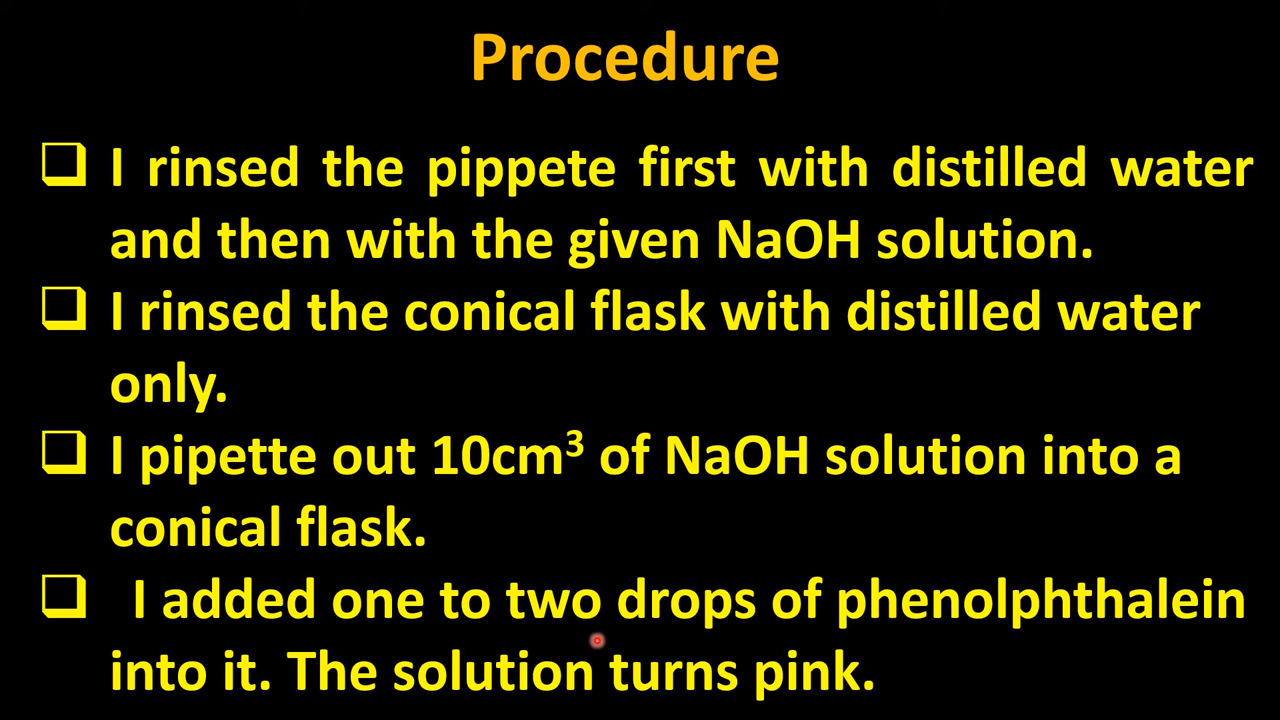 Procedure
❑ I rinsed the pippete first with distilled water
and then with the given NaOH solution.
❑ I rinsed the conical flask with distilled water
only.
❑ I pipette out 10cm³ of NaOH solution into a
conical flask.
❑ I added one to two drops of phenolphthalein
into it. The solution turns pink.